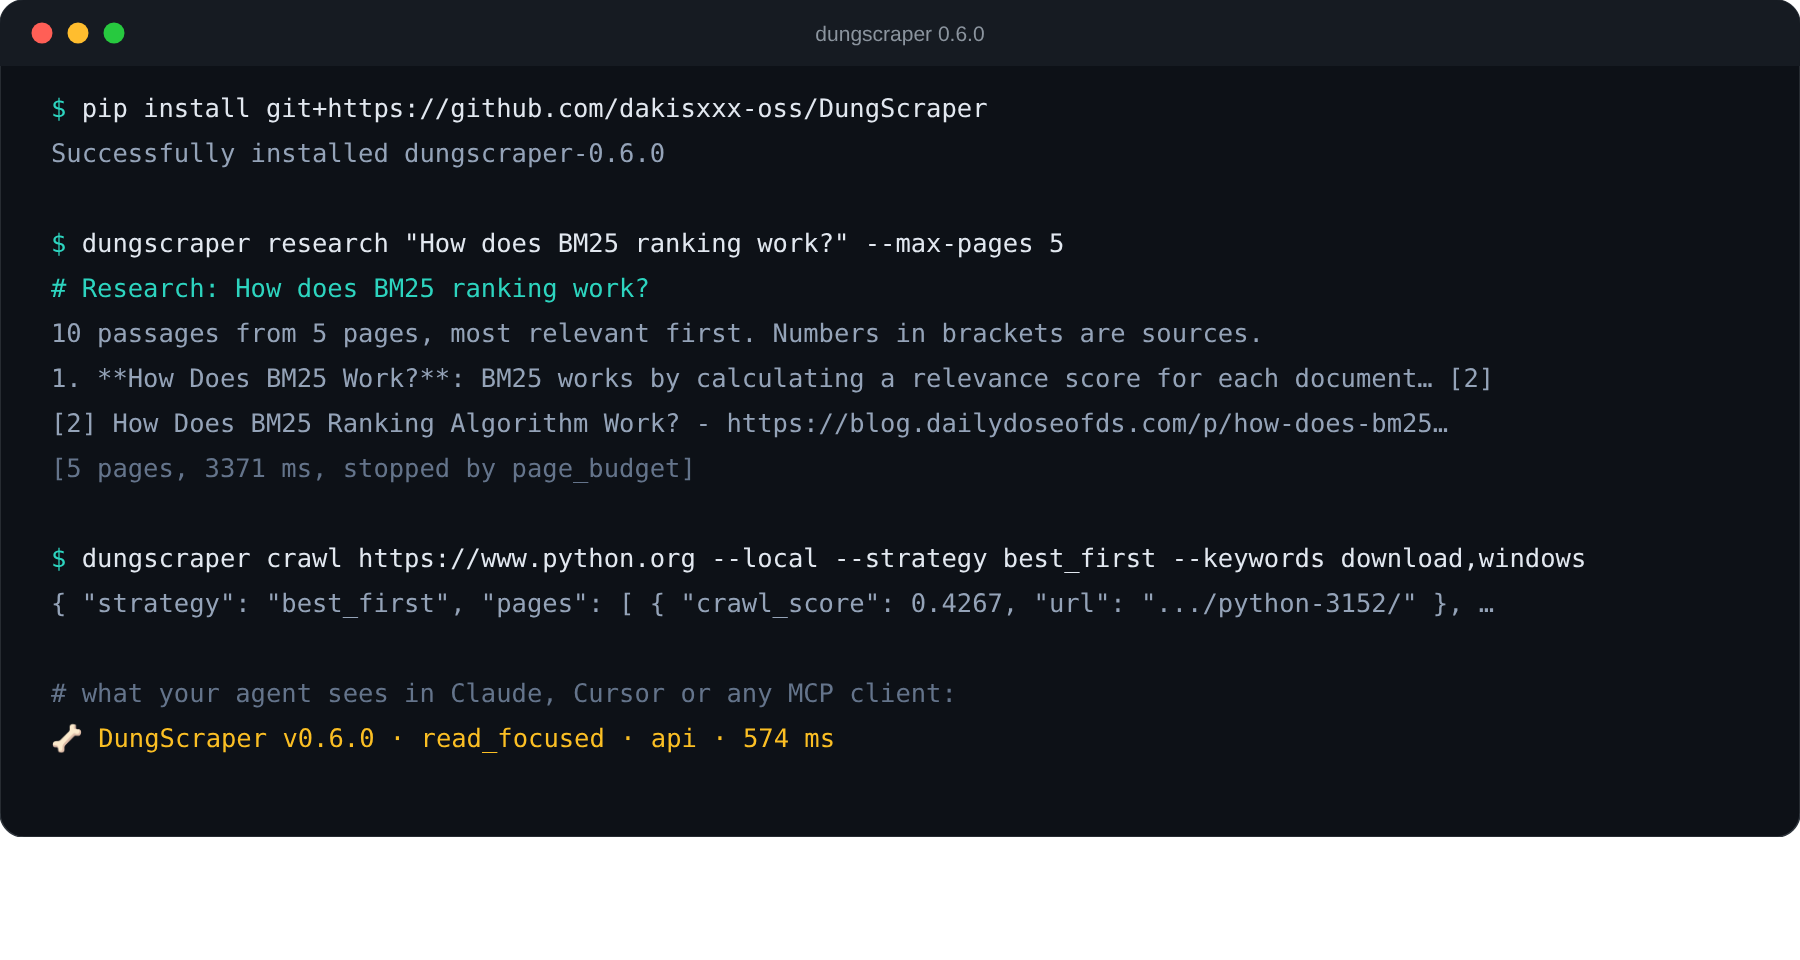 dungscraper 0.6.0
$ pip install git+https://github.com/dakisxxx-oss/DungScraper
Successfully installed dungscraper-0.6.0
$ dungscraper research "How does BM25 ranking work?" --max-pages 5
# Research: How does BM25 ranking work?
10 passages from 5 pages, most relevant first. Numbers in brackets are sources.
1. **How Does BM25 Work?**: BM25 works by calculating a relevance score for each document… [2]
[2] How Does BM25 Ranking Algorithm Work? - https://blog.dailydoseofds.com/p/how-does-bm25…
[5 pages, 3371 ms, stopped by page_budget]
$ dungscraper crawl https://www.python.org --local --strategy best_first --keywords download,windows
{ "strategy": "best_first", "pages": [ { "crawl_score": 0.4267, "url": ".../python-3152/" }, …
# what your agent sees in Claude, Cursor or any MCP client:
🦴 DungScraper v0.6.0 · read_focused · api · 574 ms